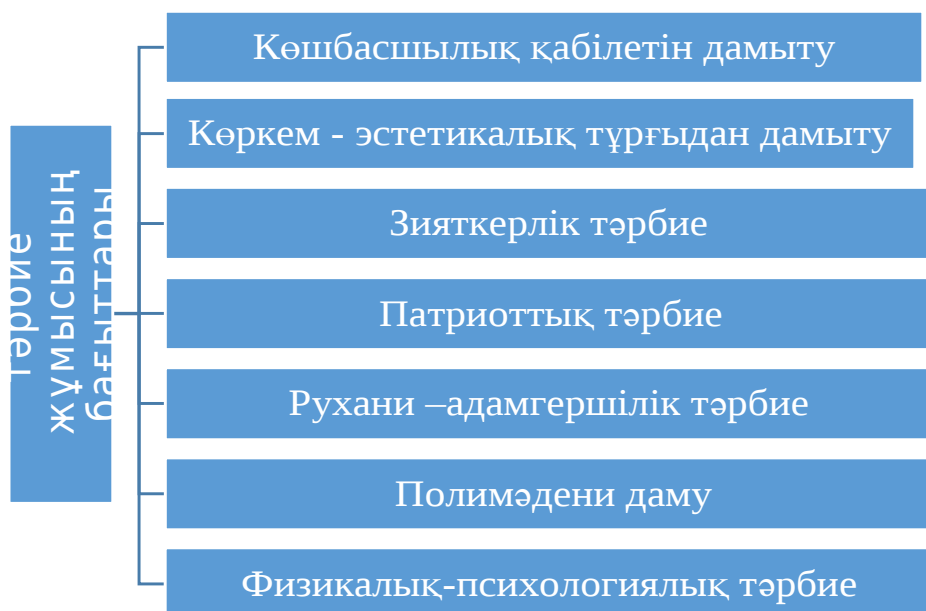 тәрбие
жұмысының
бағыттары
Көшбасшылық қабілетін дамыту
Көркем - эстетикалық тұрғыдан дамыту
Зияткерлік тәрбие
Патриоттық тәрбие
Рухани –адамгершілік тәрбие
Полимәдени даму
Физикалық-психологиялық тәрбие